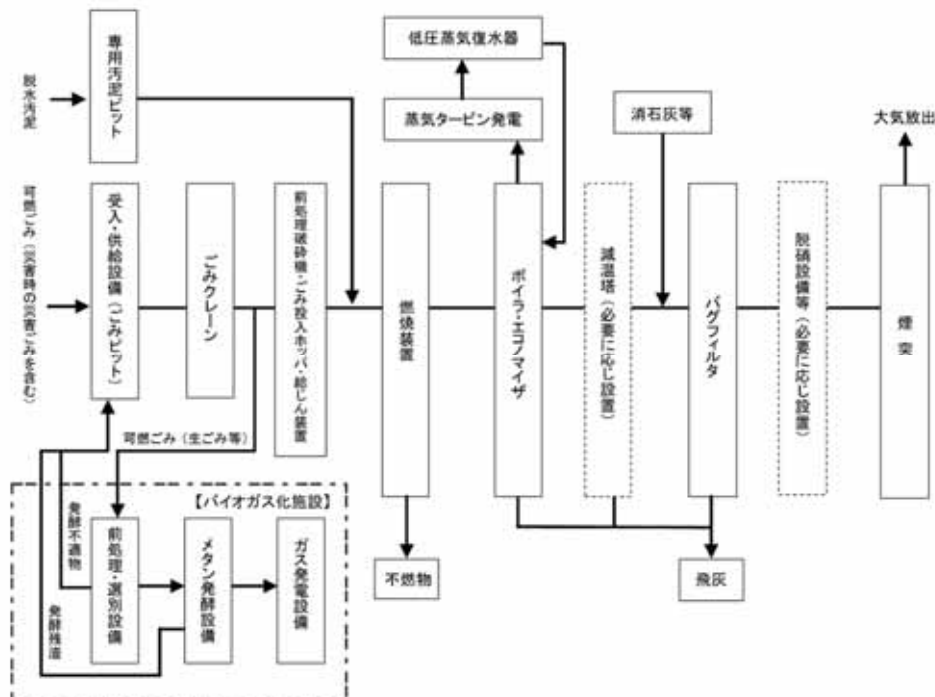 低圧蒸気復水器
専用汚泥ピット
脱水汚泥
蒸気タービン発電
消石灰等
大気放出
可燃ごみ（災害時の災害ごみを含む）
受入・供給設備（ごみピット）
ごみクレーン
前処理破砕機・ごみ投入ホッパ・給じん装置
燃焼装置
ボイラ・エコノマイザ
減温塔（必要に応じ設置）
バグフィルタ
脱硝設備等（必要に応じ設置）
煙突
可燃ごみ（生ごみ等）
【バイオガス化施設】
発酵不適物
発酵残渣
前処理・選別設備
メタン発酵設備
ガス発電設備
不燃物
飛灰